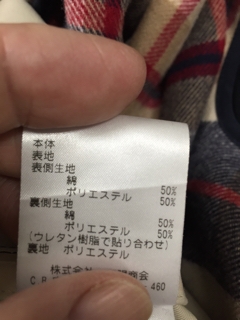 本体
表地
表側生地
綿 50%
ポリエステル 50%
裏側生地
綿 50%
ポリエステル 50%
(ウレタン樹脂で貼り合わせ)
裏地 ポリエステル
株式会社 商会
460